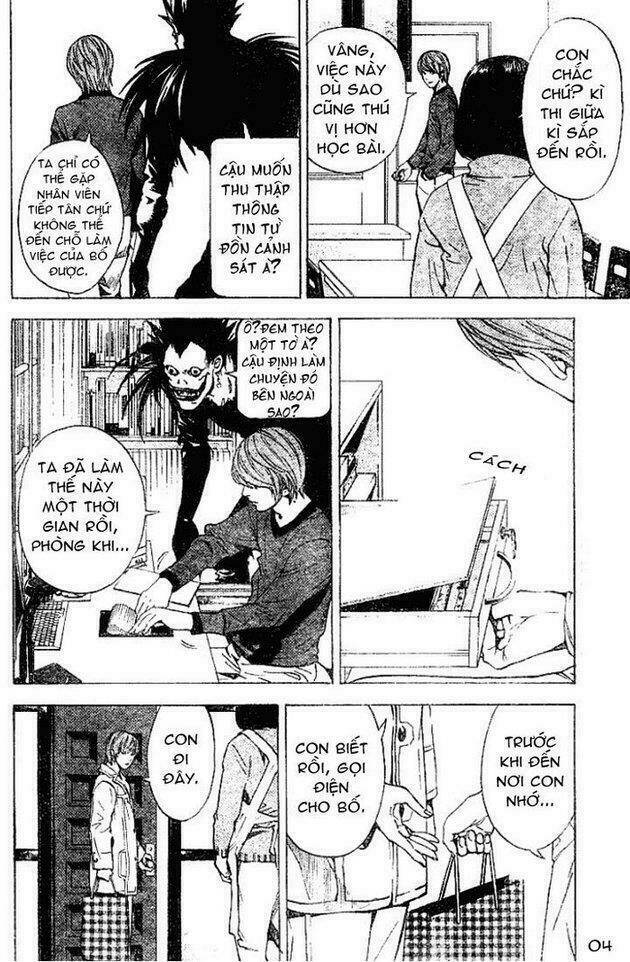 CON
CHẮC
CHỨ? KÌ
THI GIỮA
KÌ SẮP
ĐẾN RỒI.
VÂNG,
VIỆC NÀY
DÙ SAO
CŨNG THÚ
VỊ HƠN
HỌC BÀI.
CẬU MUỐN
THU THẬP
THÔNG
TIN TỪ
ĐỒN CẢNH
SÁT À?
TA CHỈ CÓ
THỂ GẶP
NHÂN VIÊN
TIẾP TÂN CHỨ
KHÔNG THỂ
ĐẾN CHỖ LÀM
VIỆC CỦA BỐ
ĐƯỢC.
CÁCH
Ồ?ĐEM THEO
MỘT TỜ À?
CẬU ĐỊNH LÀM
CHUYỆN ĐÓ
BÊN NGOÀI
SAO?
TA ĐÃ LÀM
THẾ NÀY
MỘT THỜI
GIAN RỒI,
PHÒNG KHI...
TRƯỚC
KHI ĐẾN
NƠI CON
NHỚ...
CON BIẾT
RỒI, GỌI
ĐIỆN
CHO BỐ.
CON
ĐI
ĐÂY.
04